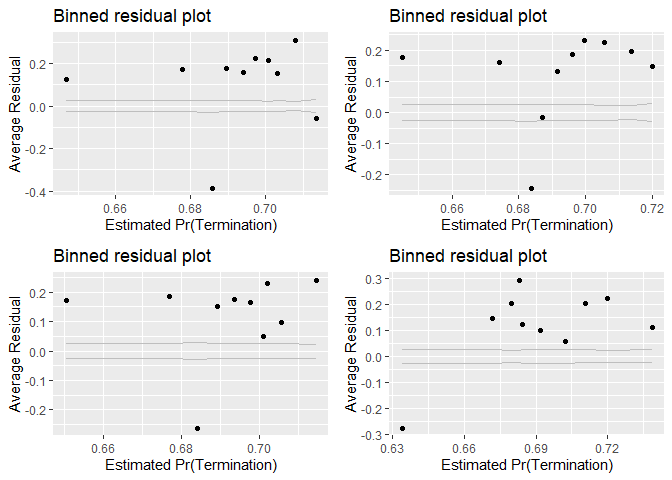 Binned residual plot
Average Residual
0.2
0.0
-0.2
-0.4
0.66
0.68
0.70
Estimated Pr(Termination)
Binned residual plot
Average Residual
0.2
0.1
0.0
-0.1
-0.2
0.66
0.68
0.70
0.72
Estimated Pr(Termination)
Binned residual plot
Average Residual
0.2
0.1
0.0
-0.1
-0.2
0.66
0.68
0.70
Estimated Pr(Termination)
Binned residual plot
Average Residual
0.3
0.2
0.1
0.0
-0.1
-0.2
-0.3
0.63
0.66
0.69
0.72
Estimated Pr(Termination)